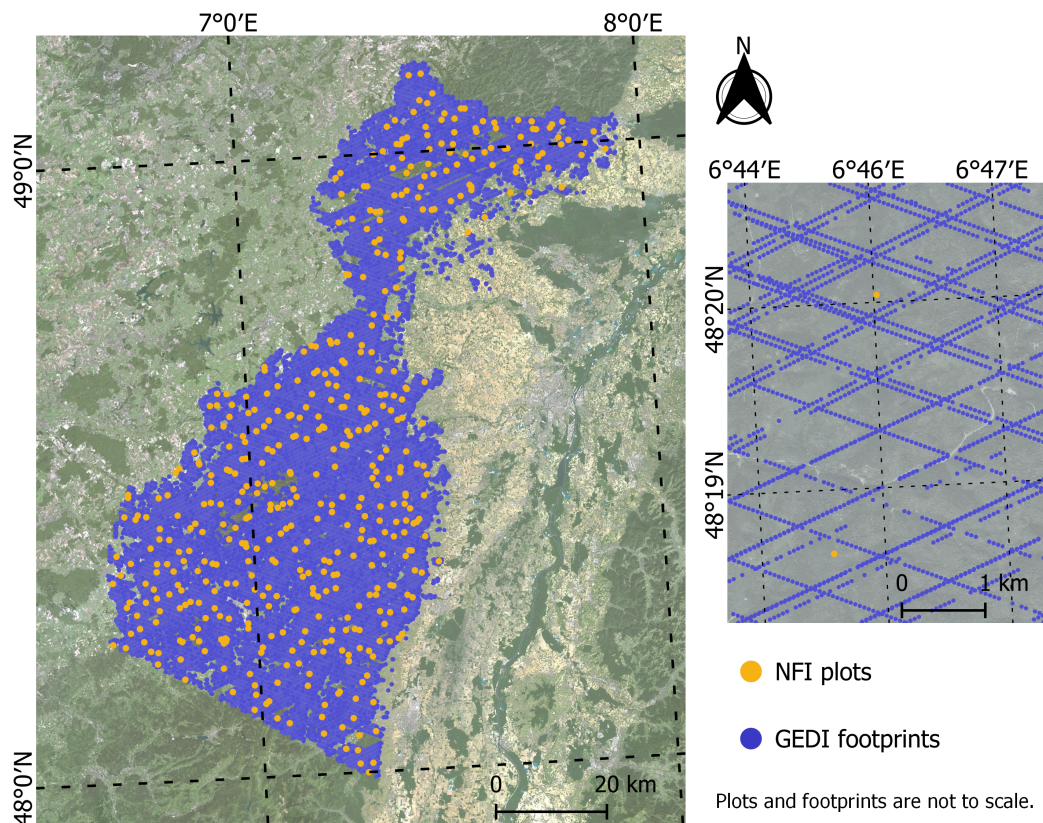 7°0′E
8°0′E
49°0′N
48°0′N
0
20 km
N
6°44′E
6°46′E
6°47′E
48°20′N
48°19′N
0
1 km
NFI plots
GEDI footprints
Plots and footprints are not to scale.